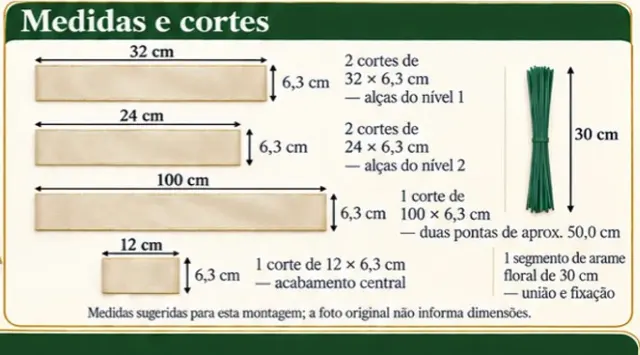 Medidas e cortes
32 cm
6,3 cm
2 cortes de
32 × 6,3 cm
— alças do nível 1
24 cm
6,3 cm
2 cortes de
24 × 6,3 cm
— alças do nível 2
100 cm
6,3 cm
1 corte de
100 × 6,3 cm
— duas pontas de aprox. 50,0 cm
12 cm
6,3 cm
1 corte de 12 × 6,3 cm
— acabamento central
30 cm
1 segmento de arame
floral de 30 cm
— união e fixação
Medidas sugeridas para esta montagem; a foto original não informa dimensões.